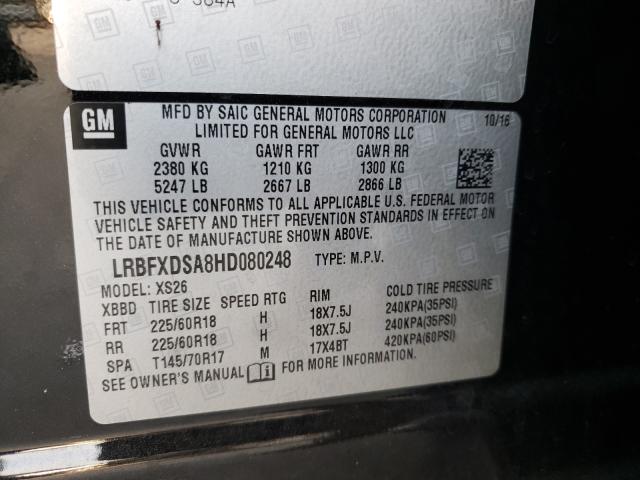 384A
GM
MFD BY SAIC GENERAL MOTORS CORPORATION
LIMITED FOR GENERAL MOTORS LLC
10/16
GVWR GAWR FRT GAWR RR
2380 KG 1210 KG 1300 KG
5247 LB 2667 LB 2866 LB
THIS VEHICLE CONFORMS TO ALL APPLICABLE U.S. FEDERAL MOTOR
VEHICLE SAFETY AND THEFT PREVENTION STANDARDS IN EFFECT ON
THE DATE OF MANUFACTURE SHOWN ABOVE.
LRBFXDSA8HD080248 TYPE: M.P.V.
MODEL: XS26
XBBD TIRE SIZE SPEED RTG RIM COLD TIRE PRESSURE
FRT 225/60R18 H 18X7.5J 240KPA(35PSI)
RR 225/60R18 H 18X7.5J 240KPA(35PSI)
SPA T145/70R17 M 17X4BT 420KPA(60PSI)
SEE OWNER'S MANUAL FOR MORE INFORMATION.